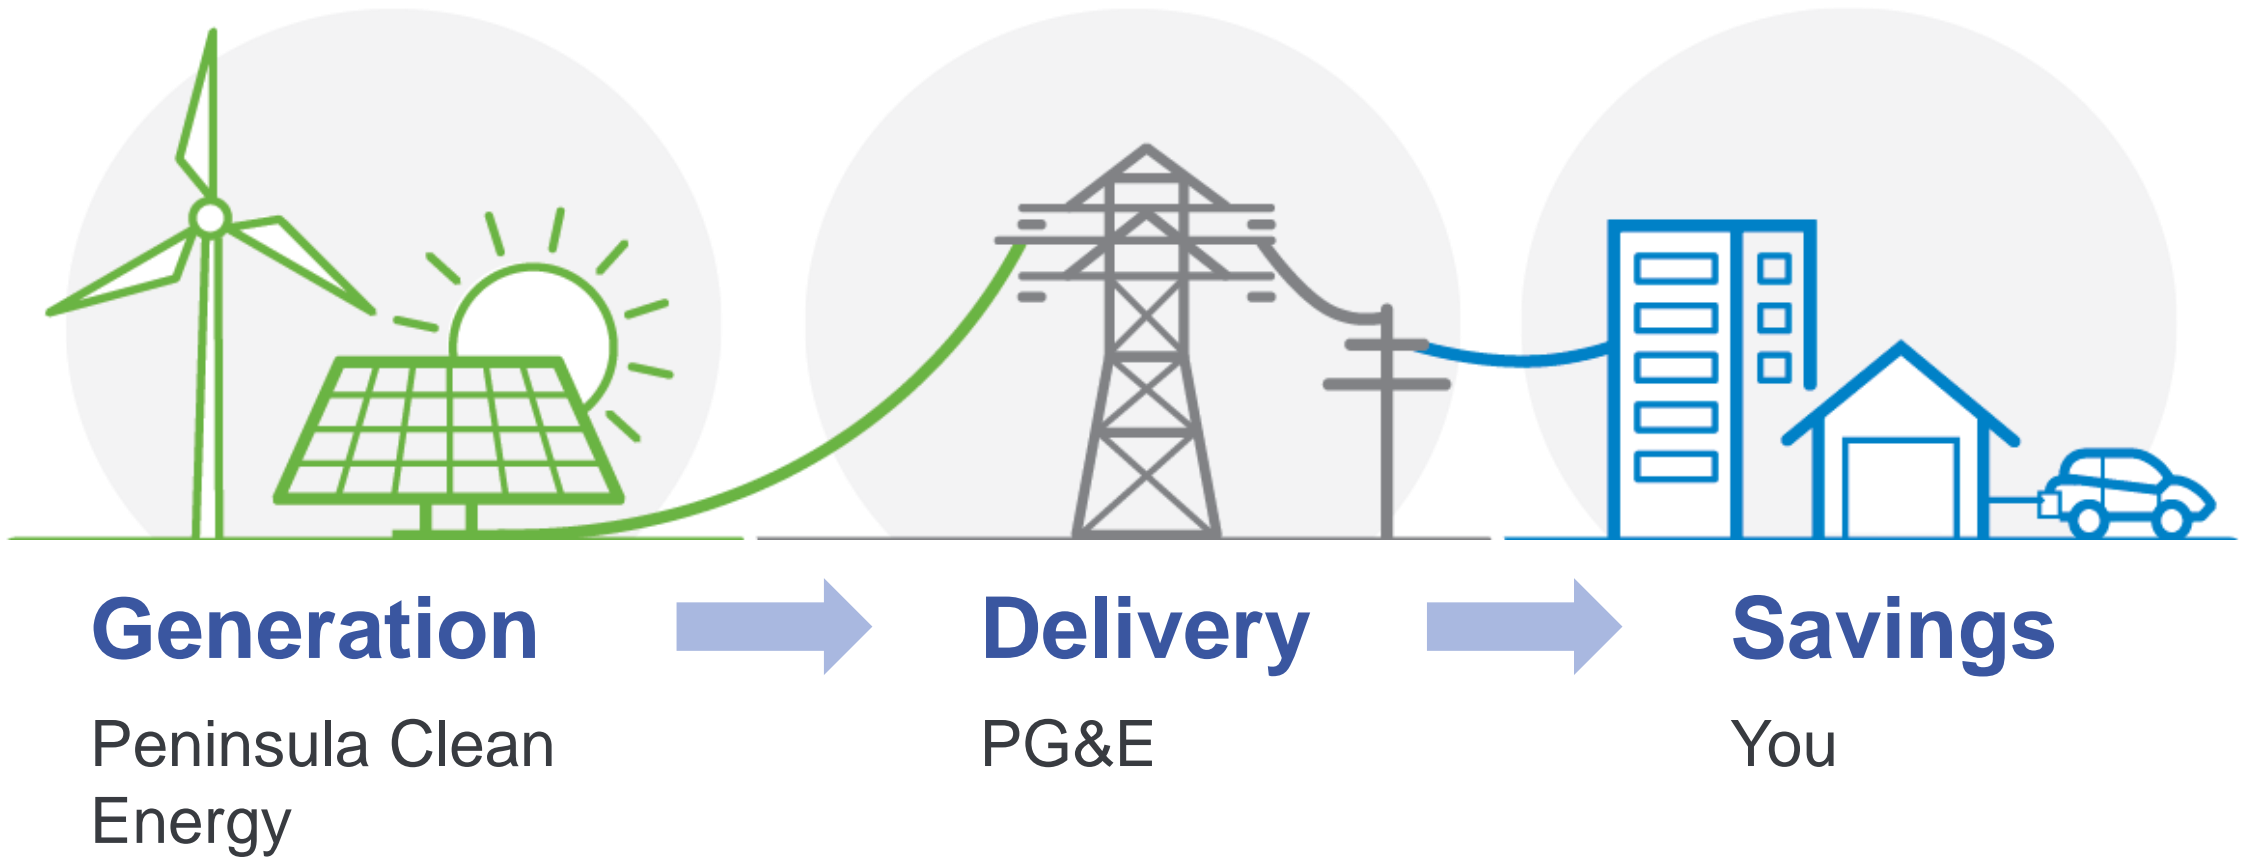 Generation
Delivery
Savings
Peninsula Clean
Energy
PG&E
You